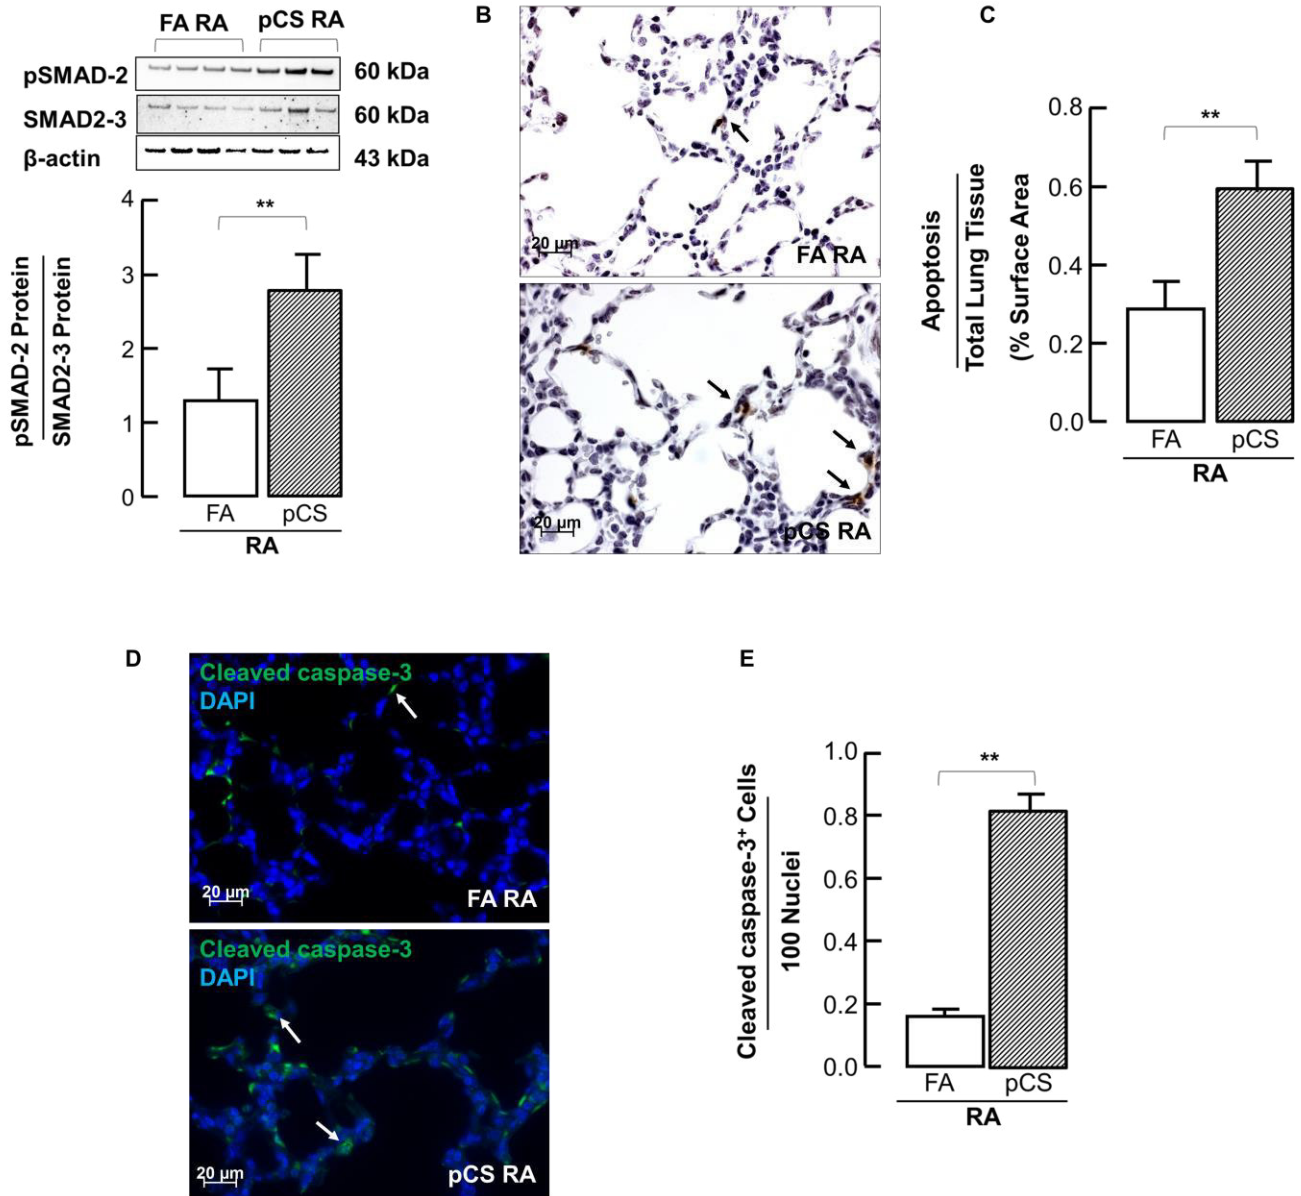 FA RA
pCS RA
pSMAD-2
60 kDa
SMAD2-3
60 kDa
β-actin
43 kDa
4
3
2
1
0
**
pSMAD-2 Protein
SMAD2-3 Protein
FA
pCS
RA
B
20 µm
FA RA
20 µm
pCS RA
C
0.8
0.6
0.4
0.2
0.0
**
Apoptosis
Total Lung Tissue
(% Surface Area)
FA
pCS
RA
D
Cleaved caspase-3
DAPI
20 µm
FA RA
Cleaved caspase-3
DAPI
20 µm
pCS RA
E
1.0
0.8
0.6
0.4
0.2
0.0
**
Cleaved caspase-3⁺ Cells
100 Nuclei
FA
pCS
RA